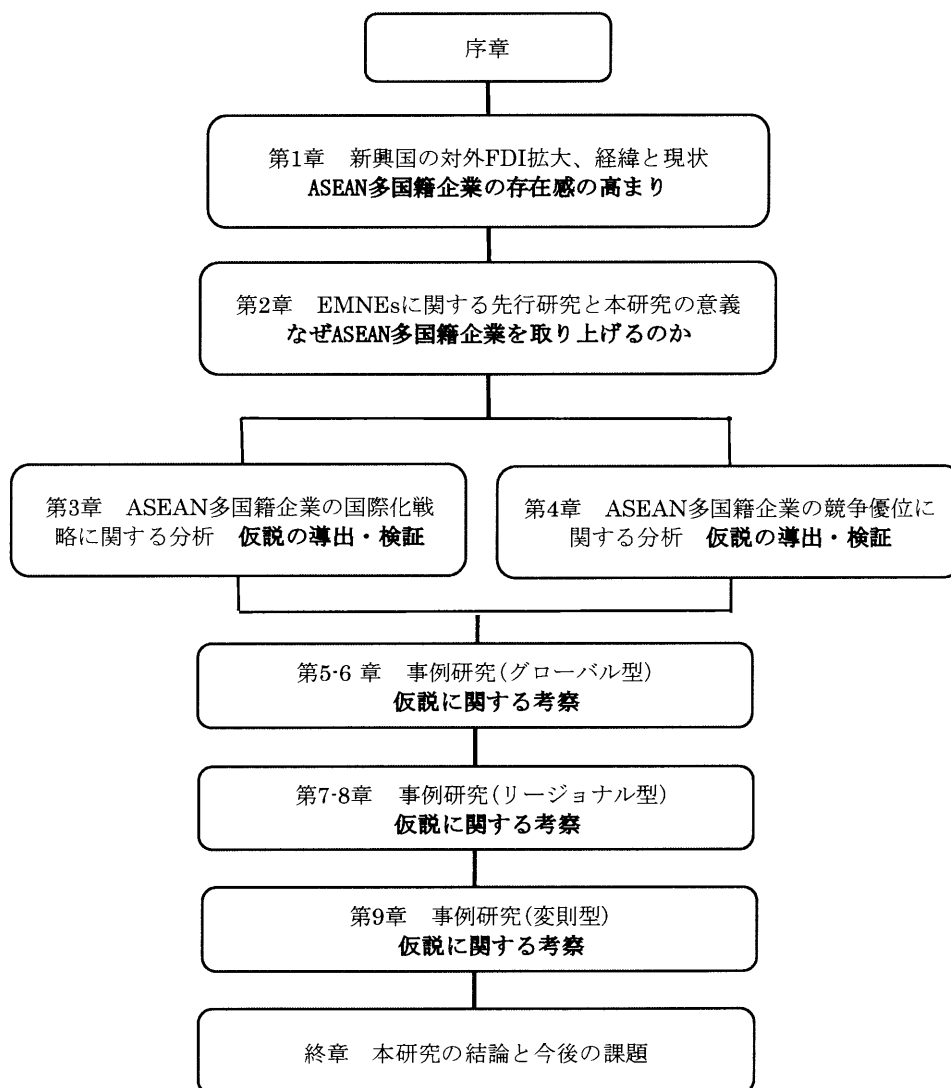 序章
第1章 新興国の対外FDI拡大、経緯と現状
ASEAN多国籍企業の存在感の高まり
第2章 EMNEsに関する先行研究と本研究の意義
なぜASEAN多国籍企業を取り上げるのか
第3章 ASEAN多国籍企業の国際化戦
略に関する分析 仮説の導出・検証
第4章 ASEAN多国籍企業の競争優位に
関する分析 仮説の導出・検証
第5-6 章 事例研究(グローバル型)
仮説に関する考察
第7-8章 事例研究(リージョナル型)
仮説に関する考察
第9章 事例研究(変則型)
仮説に関する考察
終章 本研究の結論と今後の課題